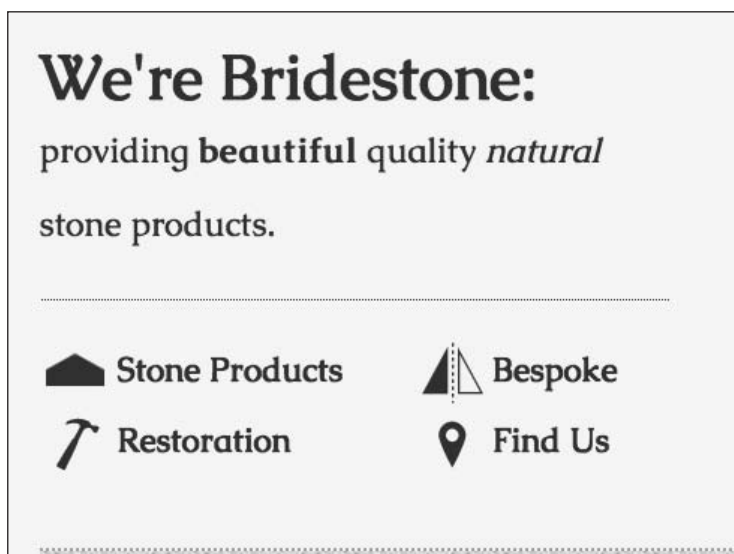 We're Bridestone:
providing beautiful quality natural
stone products.
Stone Products
Bespoke
Restoration
Find Us